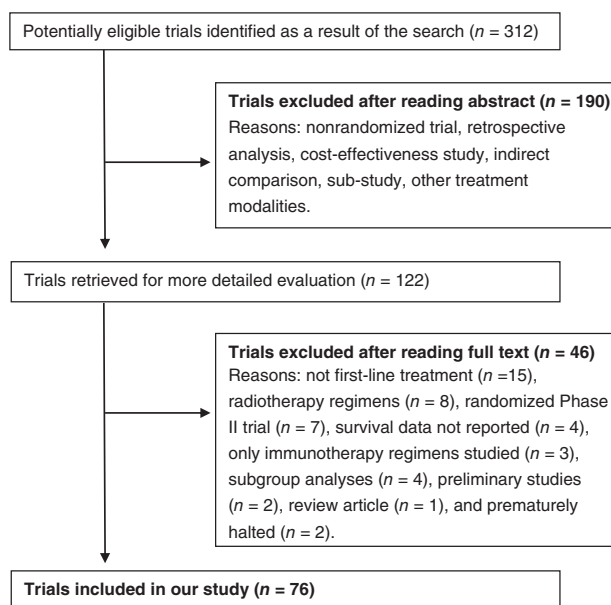 Potentially eligible trials identified as a result of the search (n = 312)
Trials excluded after reading abstract (n = 190)
Reasons: nonrandomized trial, retrospective
analysis, cost-effectiveness study, indirect
comparison, sub-study, other treatment
modalities.
Trials retrieved for more detailed evaluation (n = 122)
Trials excluded after reading full text (n = 46)
Reasons: not first-line treatment (n =15),
radiotherapy regimens (n = 8), randomized Phase
II trial (n = 7), survival data not reported (n = 4),
only immunotherapy regimens studied (n = 3),
subgroup analyses (n = 4), preliminary studies
(n = 2), review article (n = 1), and prematurely
halted (n = 2).
Trials included in our study (n = 76)